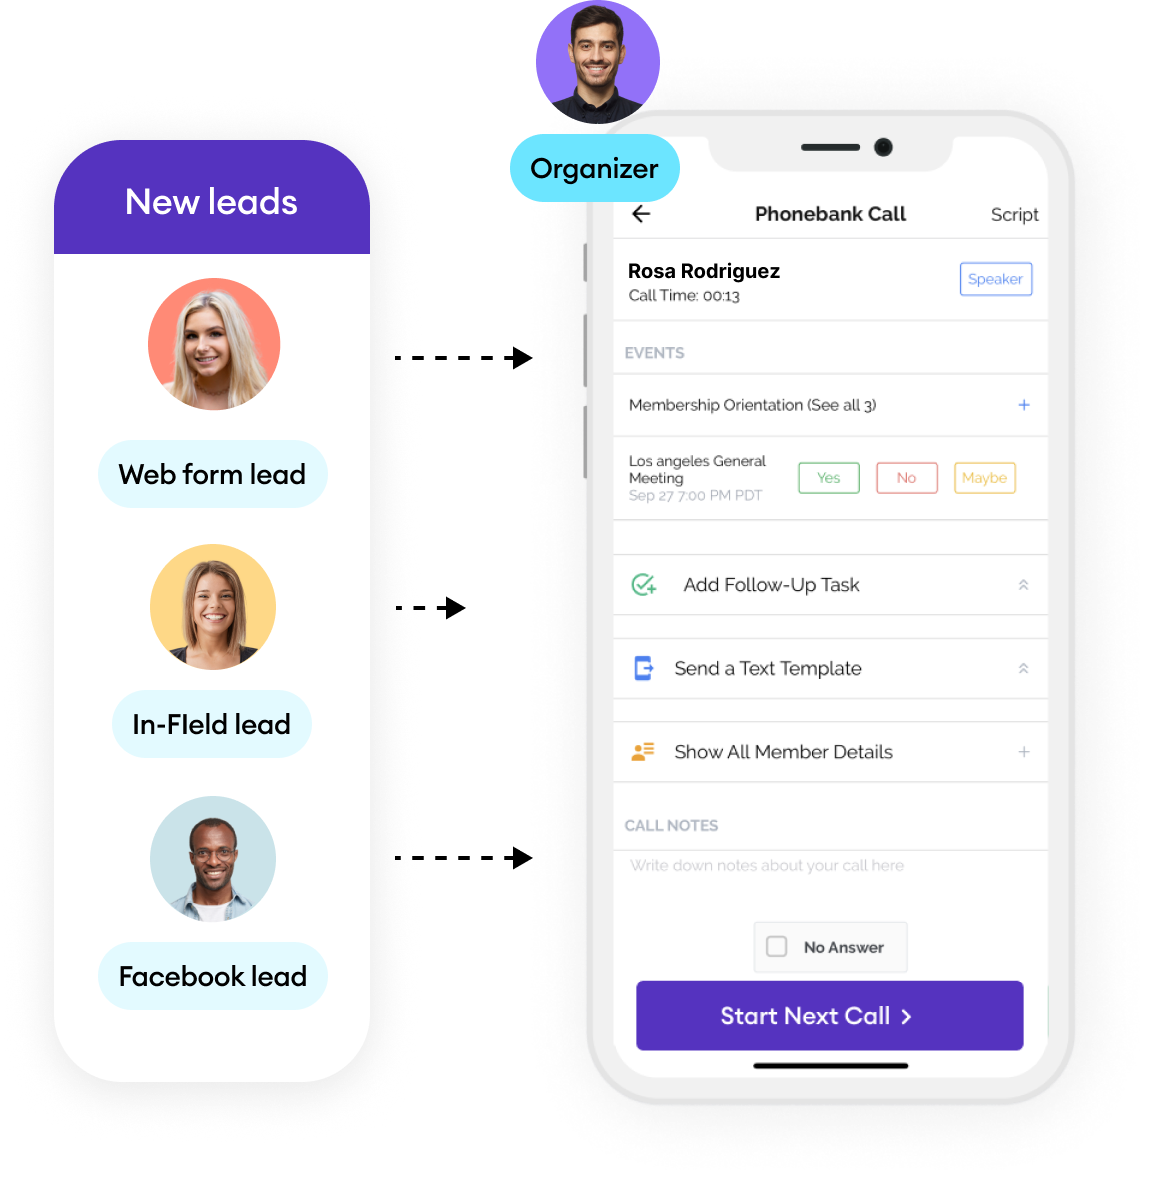 New leads
Web form lead
In-FIeld lead
Facebook lead
Organizer
Phonebank Call
Script
Rosa Rodriguez
Call Time: 00:13
Speaker
EVENTS
Membership Orientation (See all 3)
+
Los angeles General
Meeting
Sep 27 7:00 PM PDT
Yes
No
Maybe
Add Follow-Up Task
Send a Text Template
Show All Member Details
+
CALL NOTES
Write down notes about your call here
No Answer
Start Next Call >